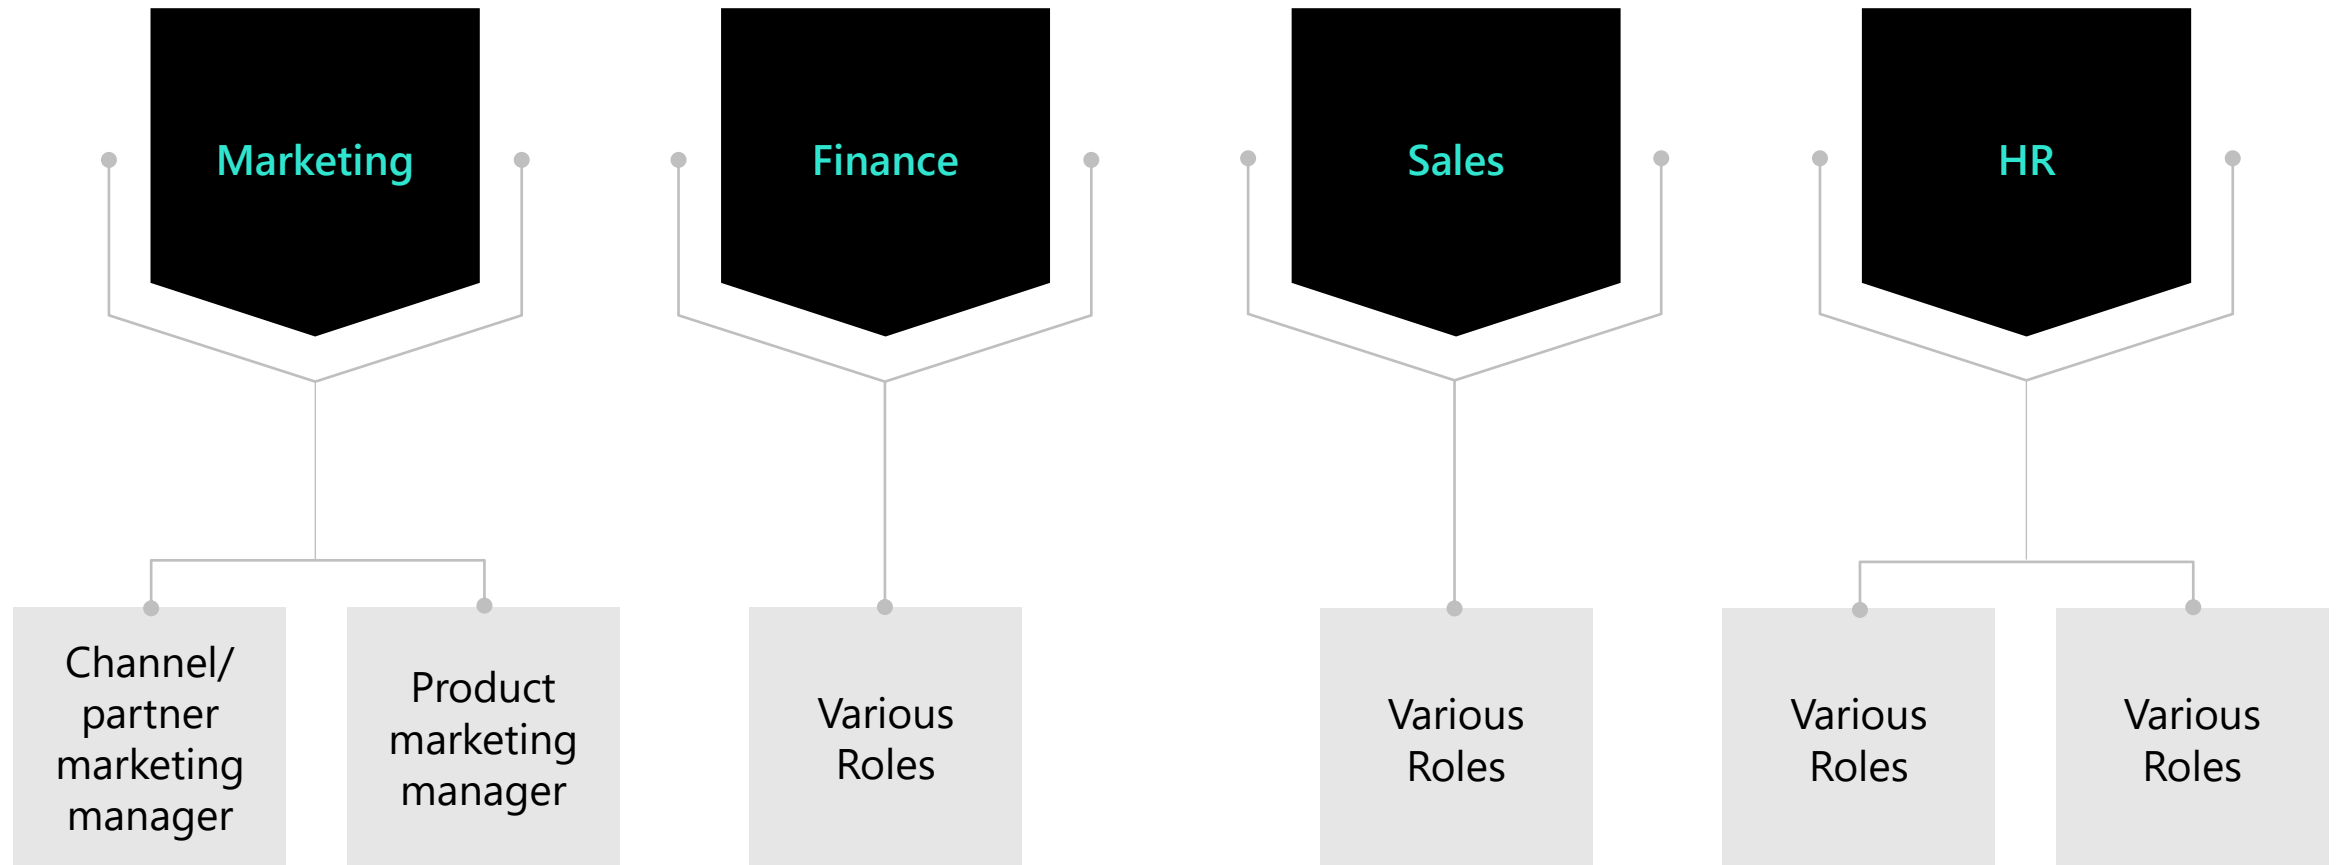 Marketing
Finance
Sales
HR
Channel/
partner
marketing
manager
Product
marketing
manager
Various
Roles
Various
Roles
Various
Roles
Various
Roles